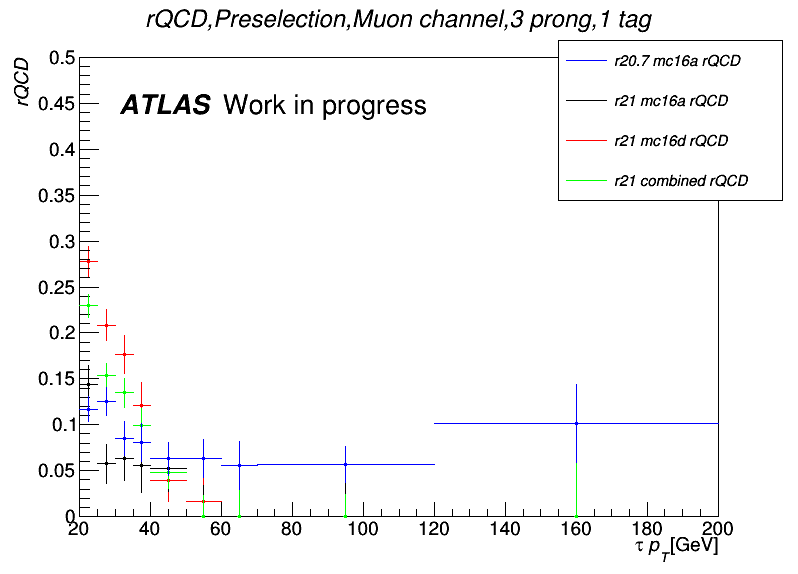 rQCD,Preselection,Muon channel,3 prong,1 tag
rQCD
ATLAS Work in progress
r20.7 mc16a rQCD
r21 mc16a rQCD
r21 mc16d rQCD
r21 combined rQCD
0.5
0.45
0.4
0.35
0.3
0.25
0.2
0.15
0.1
0.05
0
20 40 60 80 100 120 140 160 180 200
τ p_T[GeV]